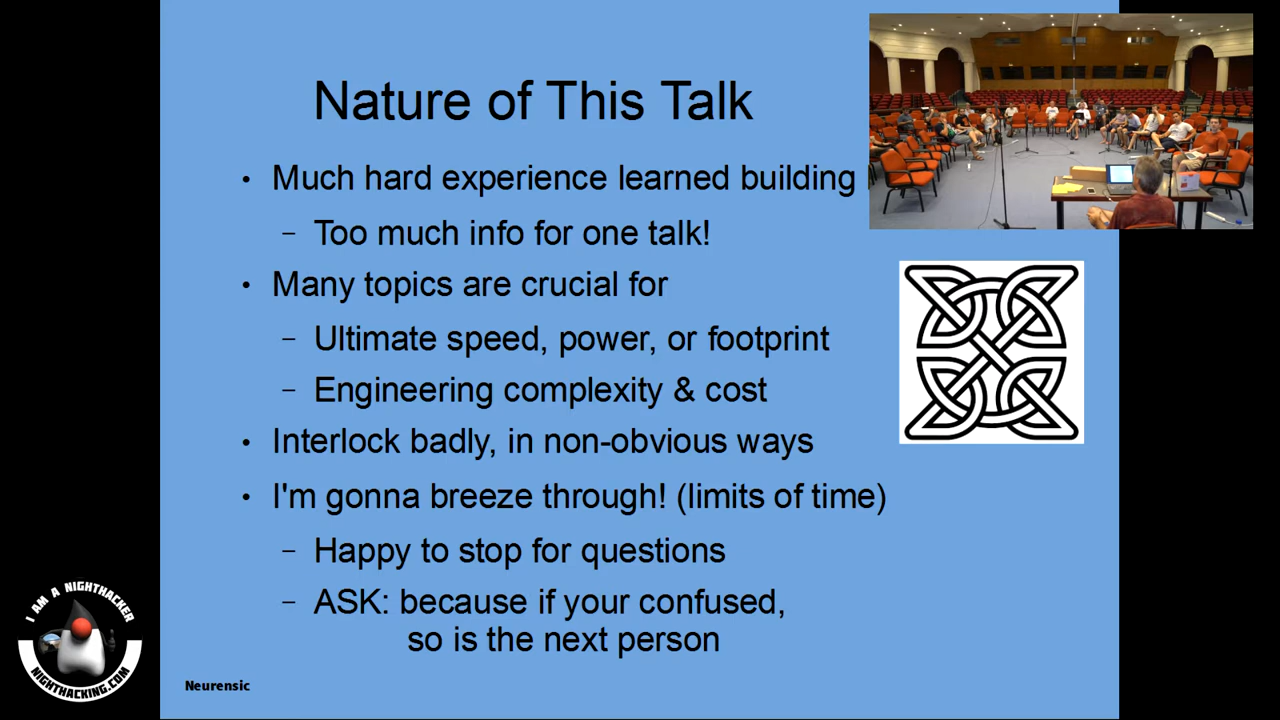 Nature of This Talk
• Much hard experience learned building
– Too much info for one talk!
• Many topics are crucial for
– Ultimate speed, power, or footprint
– Engineering complexity & cost
• Interlock badly, in non-obvious ways
• I'm gonna breeze through! (limits of time)
– Happy to stop for questions
– ASK: because if your confused,
so is the next person
Neurensic
I AM A NIGHTHACKER
NIGHTHACKING.COM